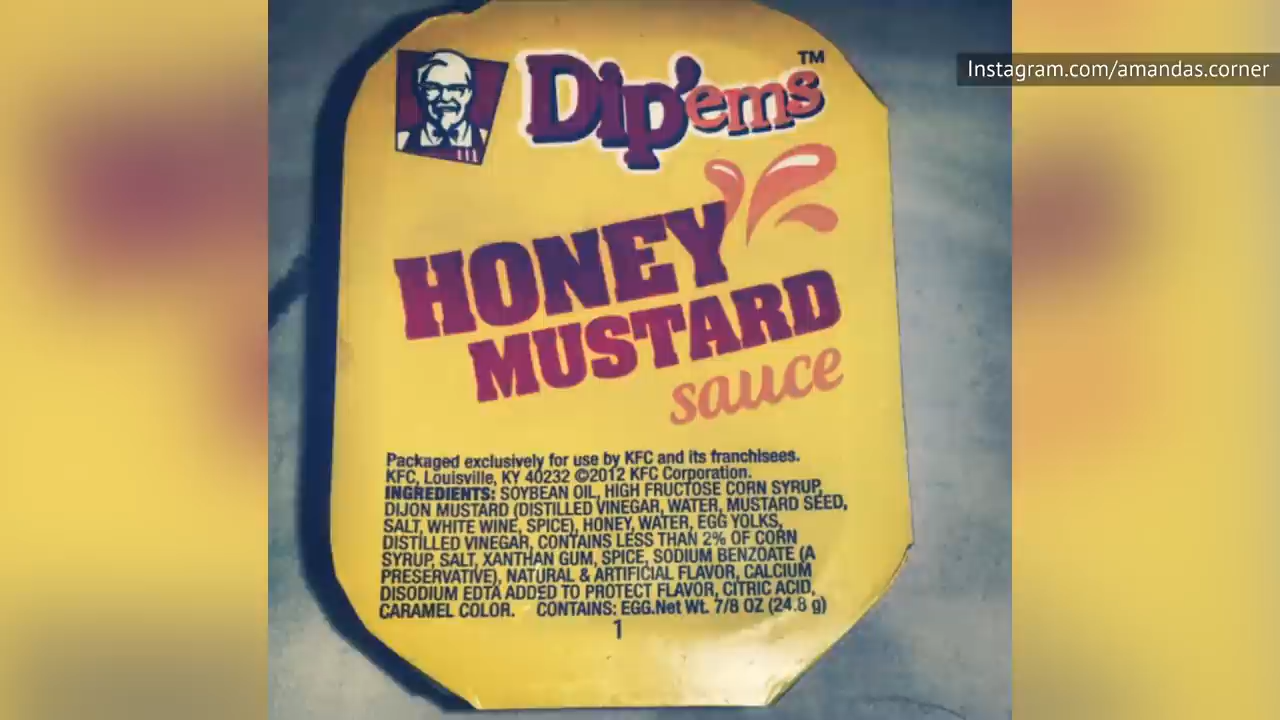 Instagram.com/amandas.corner
Dip'ems™
HONEY
MUSTARD
sauce
Packaged exclusively for use by KFC and its franchisees.
KFC, Louisville, KY 40232 ©2012 KFC Corporation.
INGREDIENTS: SOYBEAN OIL, HIGH FRUCTOSE CORN SYRUP,
DIJON MUSTARD (DISTILLED VINEGAR, WATER, MUSTARD SEED,
SALT, WHITE WINE, SPICE), HONEY, WATER, EGG YOLKS,
DISTILLED VINEGAR, CONTAINS LESS THAN 2% OF CORN
SYRUP, SALT, XANTHAN GUM, SPICE, SODIUM BENZOATE (A
PRESERVATIVE), NATURAL & ARTIFICIAL FLAVOR, CALCIUM
DISODIUM EDTA ADDED TO PROTECT FLAVOR, CITRIC ACID,
CARAMEL COLOR. CONTAINS: EGG.Net Wt. 7/8 OZ (24.8 g)
1